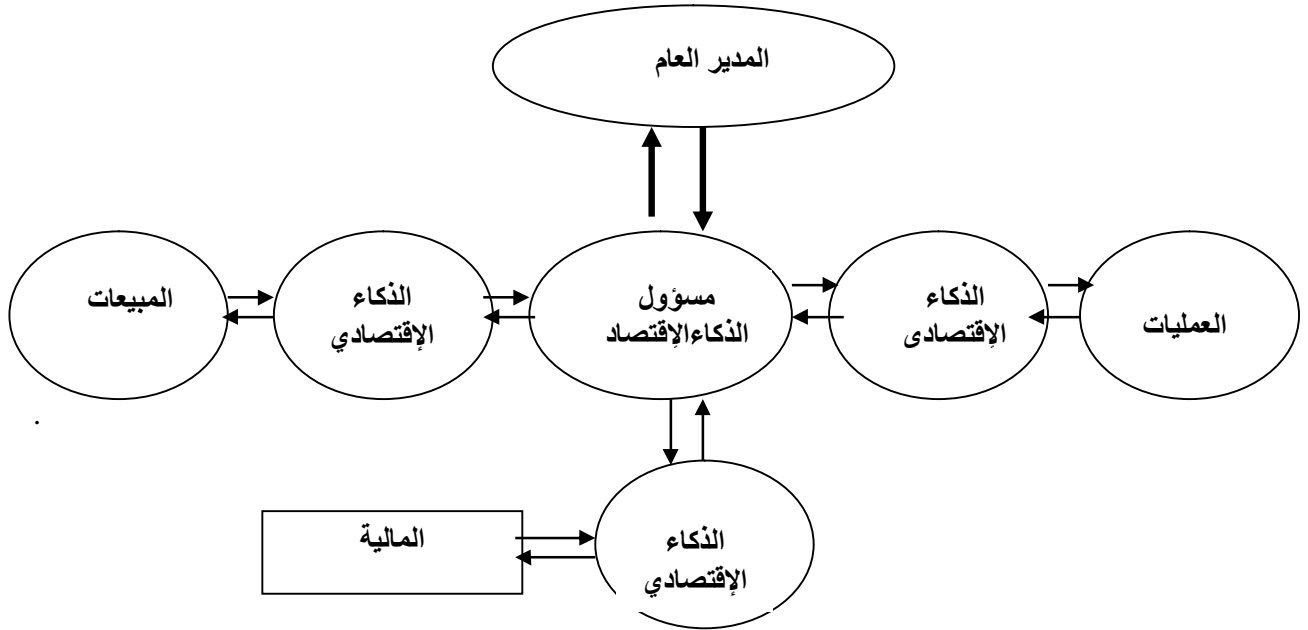 المدير العام
المبيعات
الذكاء
الإقتصادي
مسؤول
الذكاءالإقتصاد
الذكاء
الإقتصادى
العمليات
المالية
الذكاء
الإقتصادي